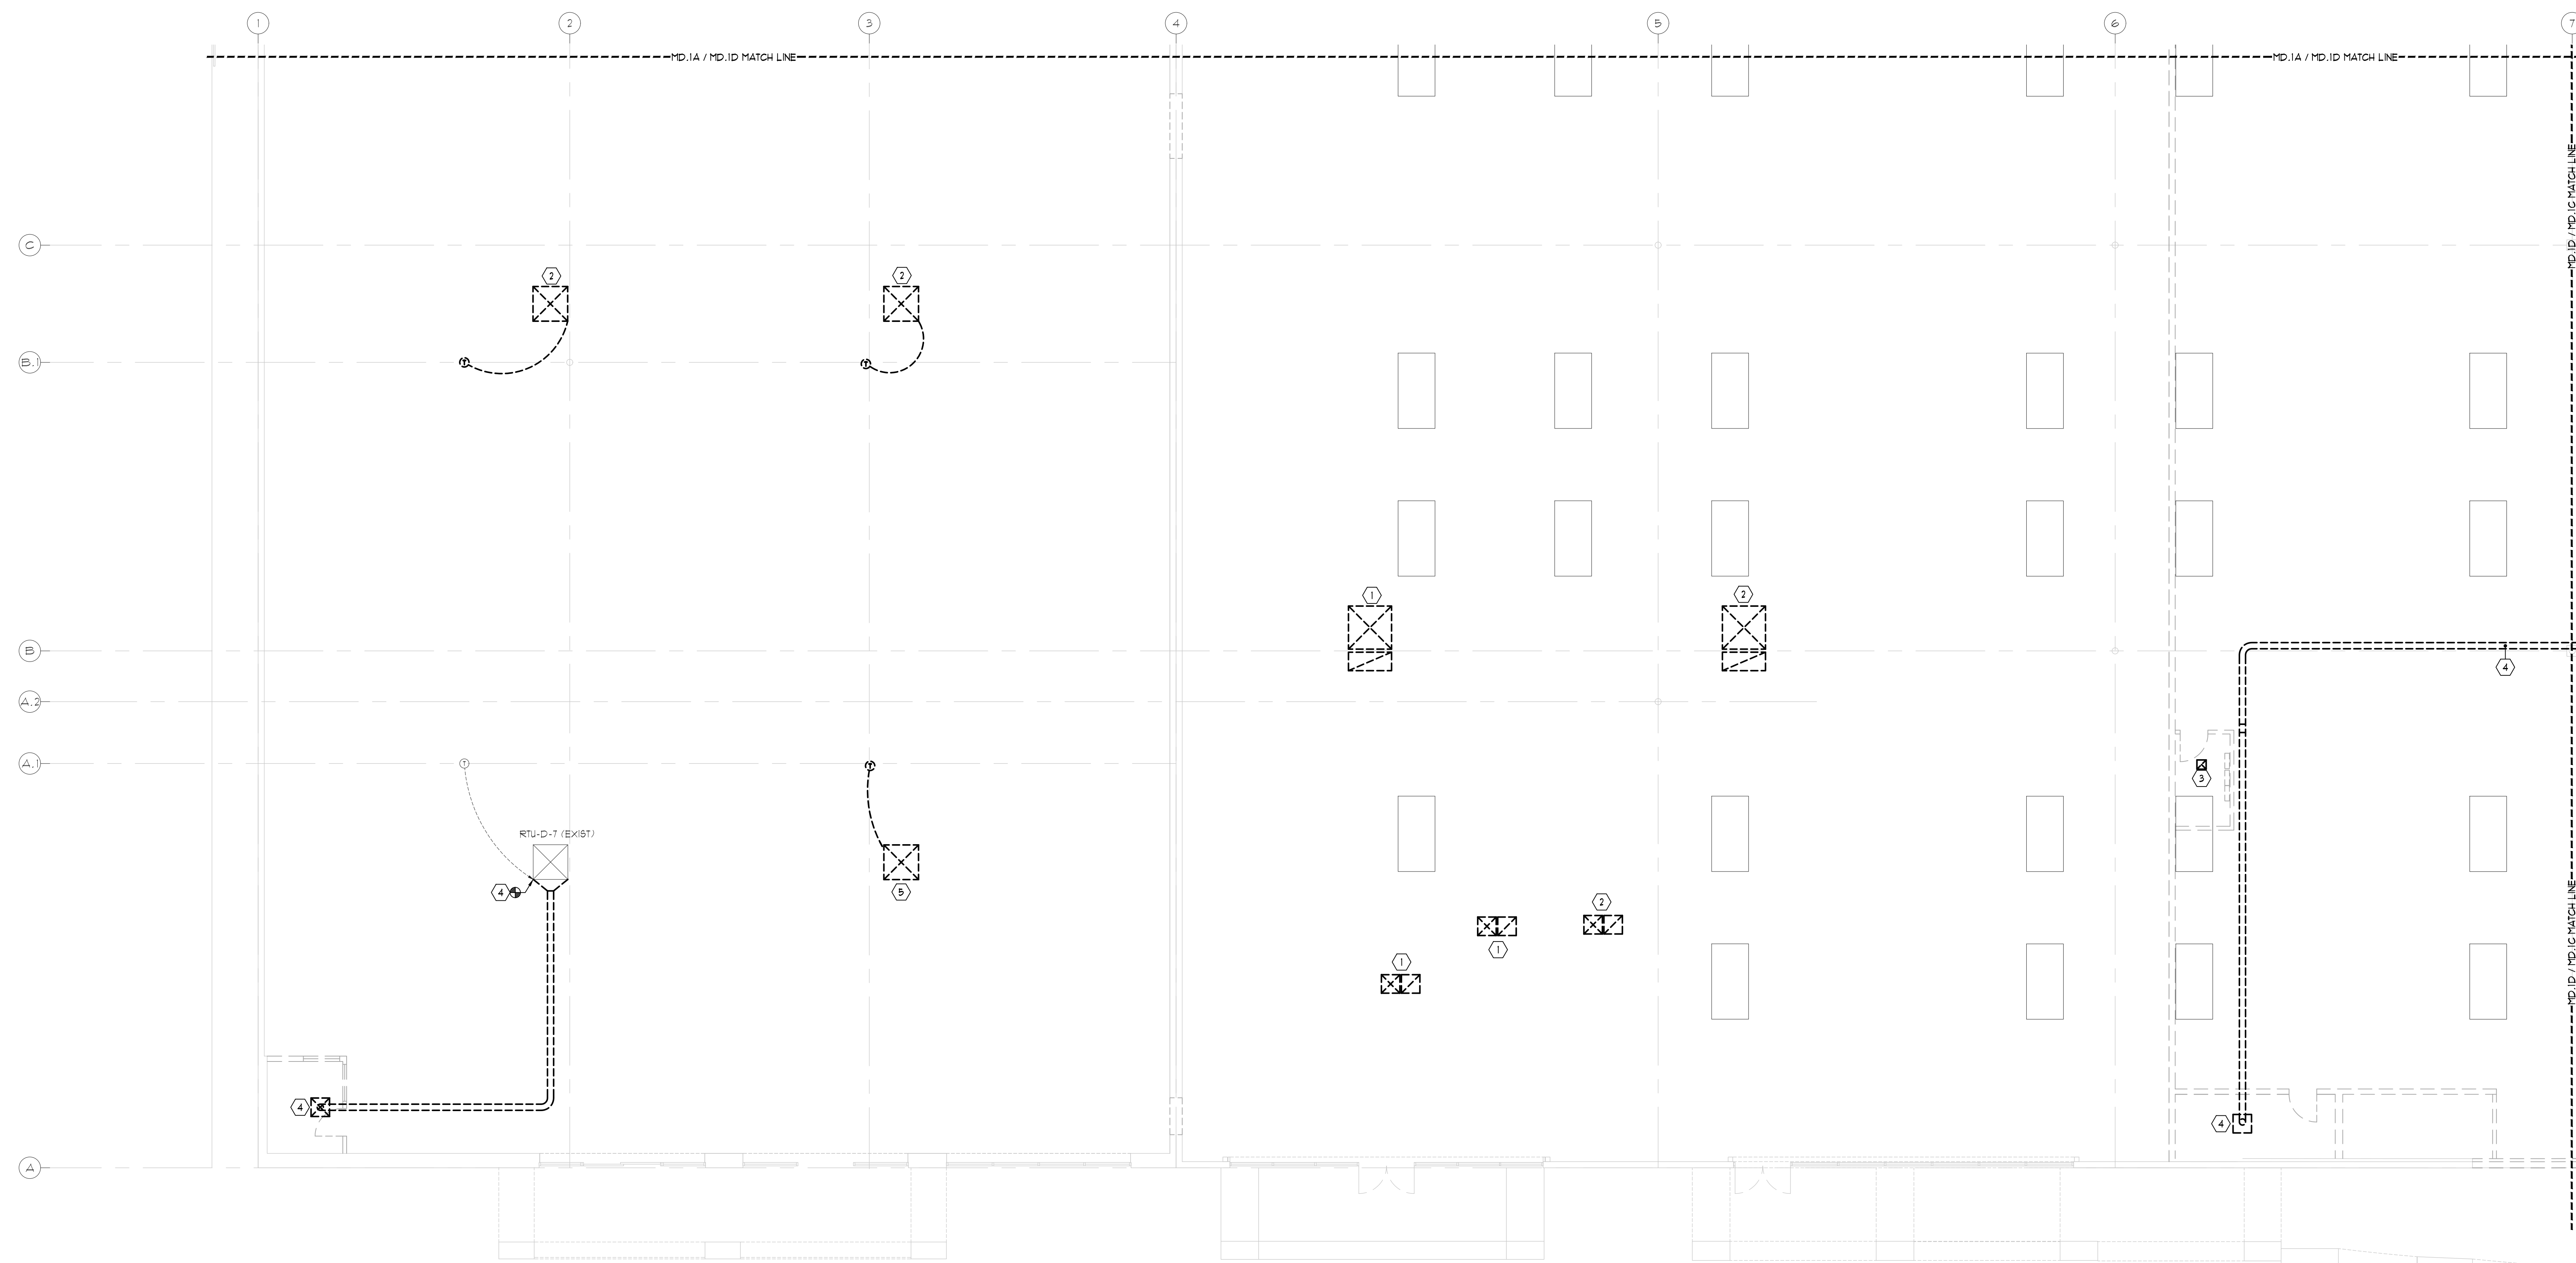 1
2
3
4
5
6
7
MD.1A / MD.1D MATCH LINE
MD.1A / MD.1D MATCH LINE
MD.1D / MD.1C MATCH LINE
C
2
2
B.1
T
T
1
2
B
4
A.2
A.1
T
T
3
RTU-D-7 (EXIST.)
4
5
2
1
1
MD.1D / MD.1C MATCH LINE
4
4
A